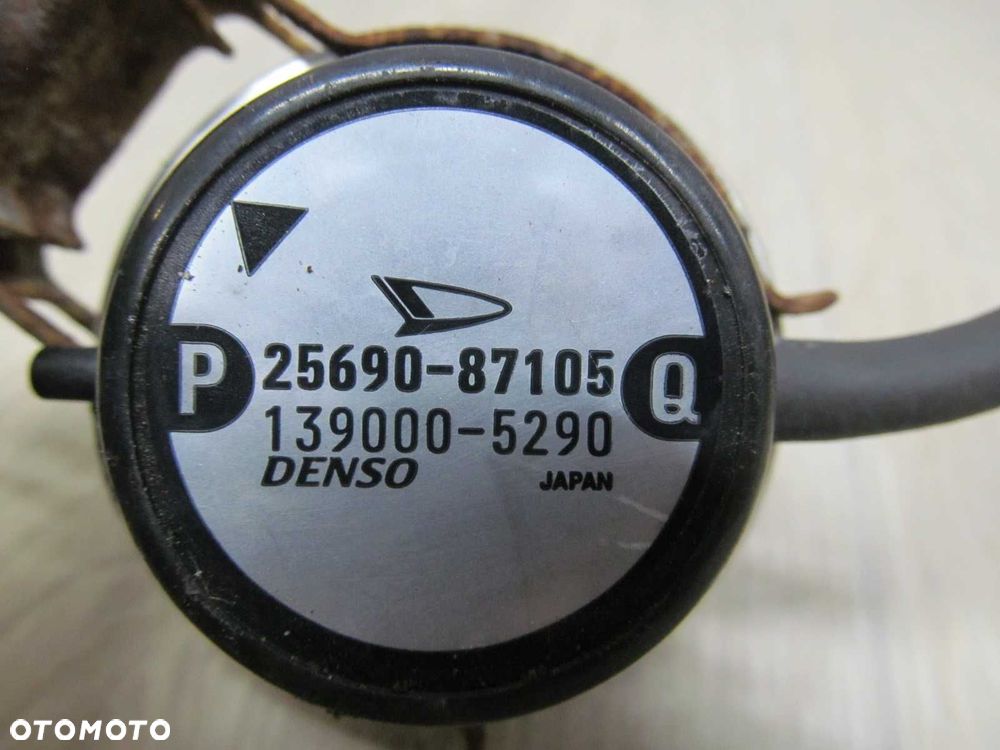 P 25690-87105 Q
139000-5290
DENSO JAPAN
OTOMOTO